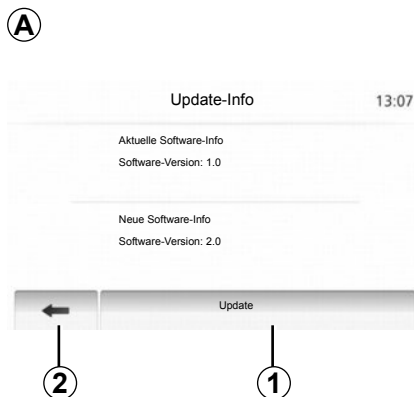 A
Update-Info 13:07
Aktuelle Software-Info
Software-Version: 1.0
Neue Software-Info
Software-Version: 2.0
Update
2 1